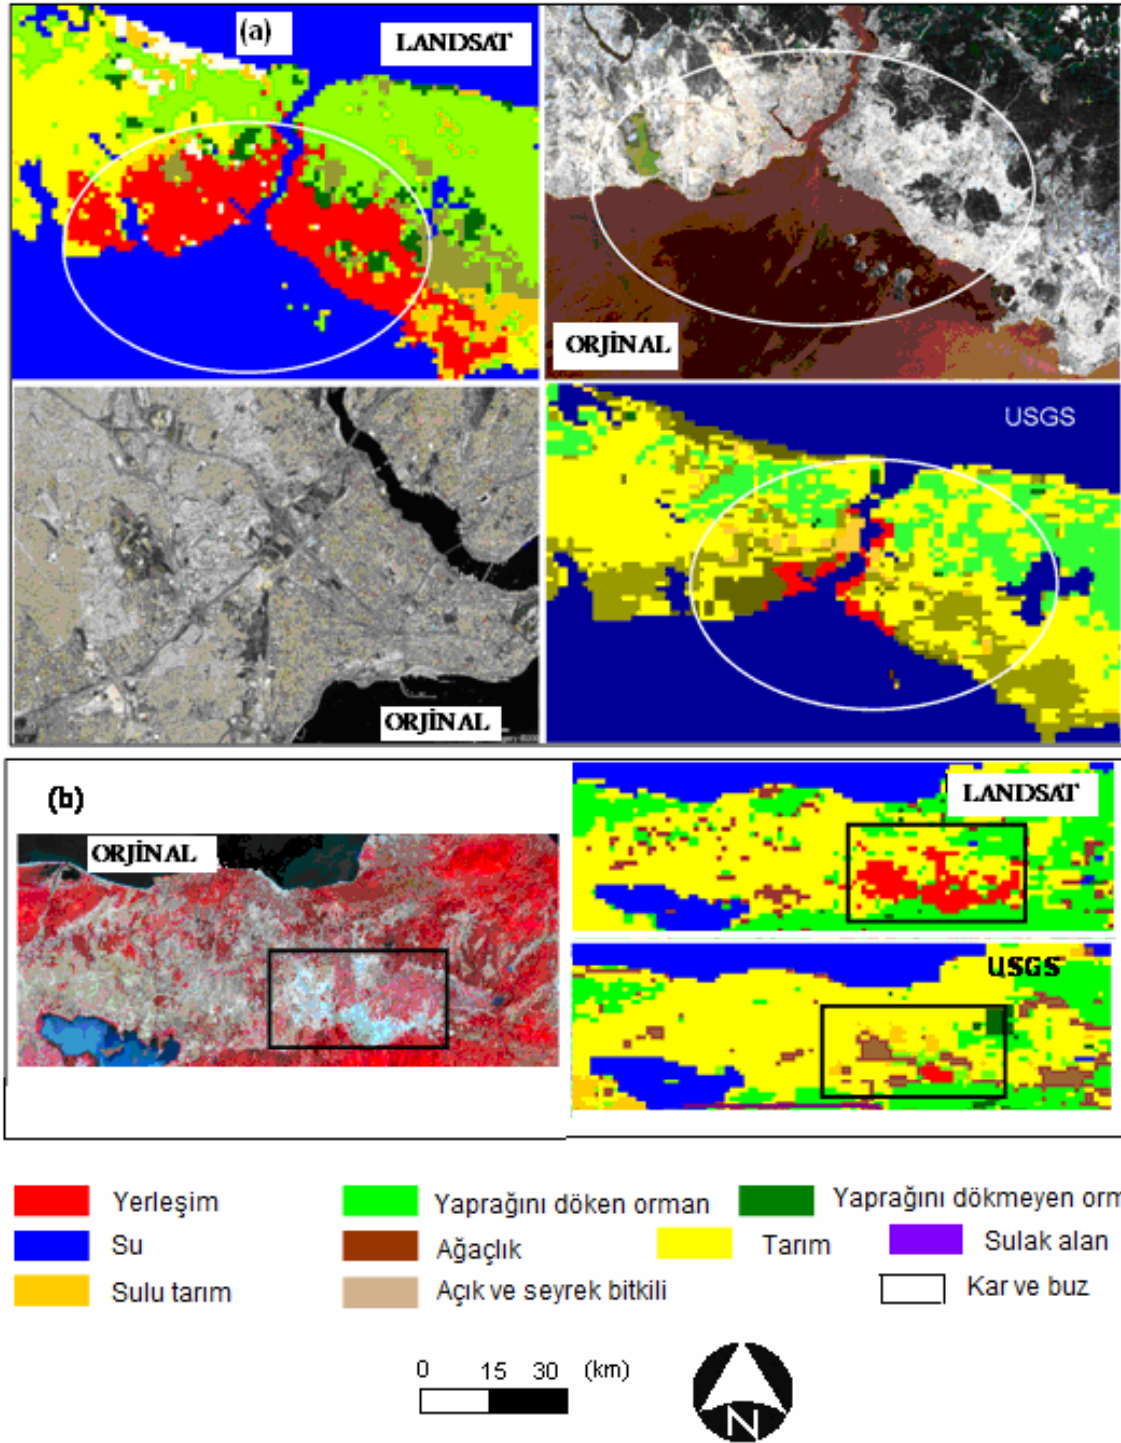 (a)
LANDSAT
ORJİNAL
ORJİNAL
USGS
(b)
ORJİNAL
LANDSAT
USGS
Yerleşim
Yaprağını döken orman
Yaprağını dökmeyen orm
Su
Ağaçlık
Tarım
Sulak alan
Sulu tarım
Açık ve seyrek bitkili
Kar ve buz
0 15 30 (km)
N